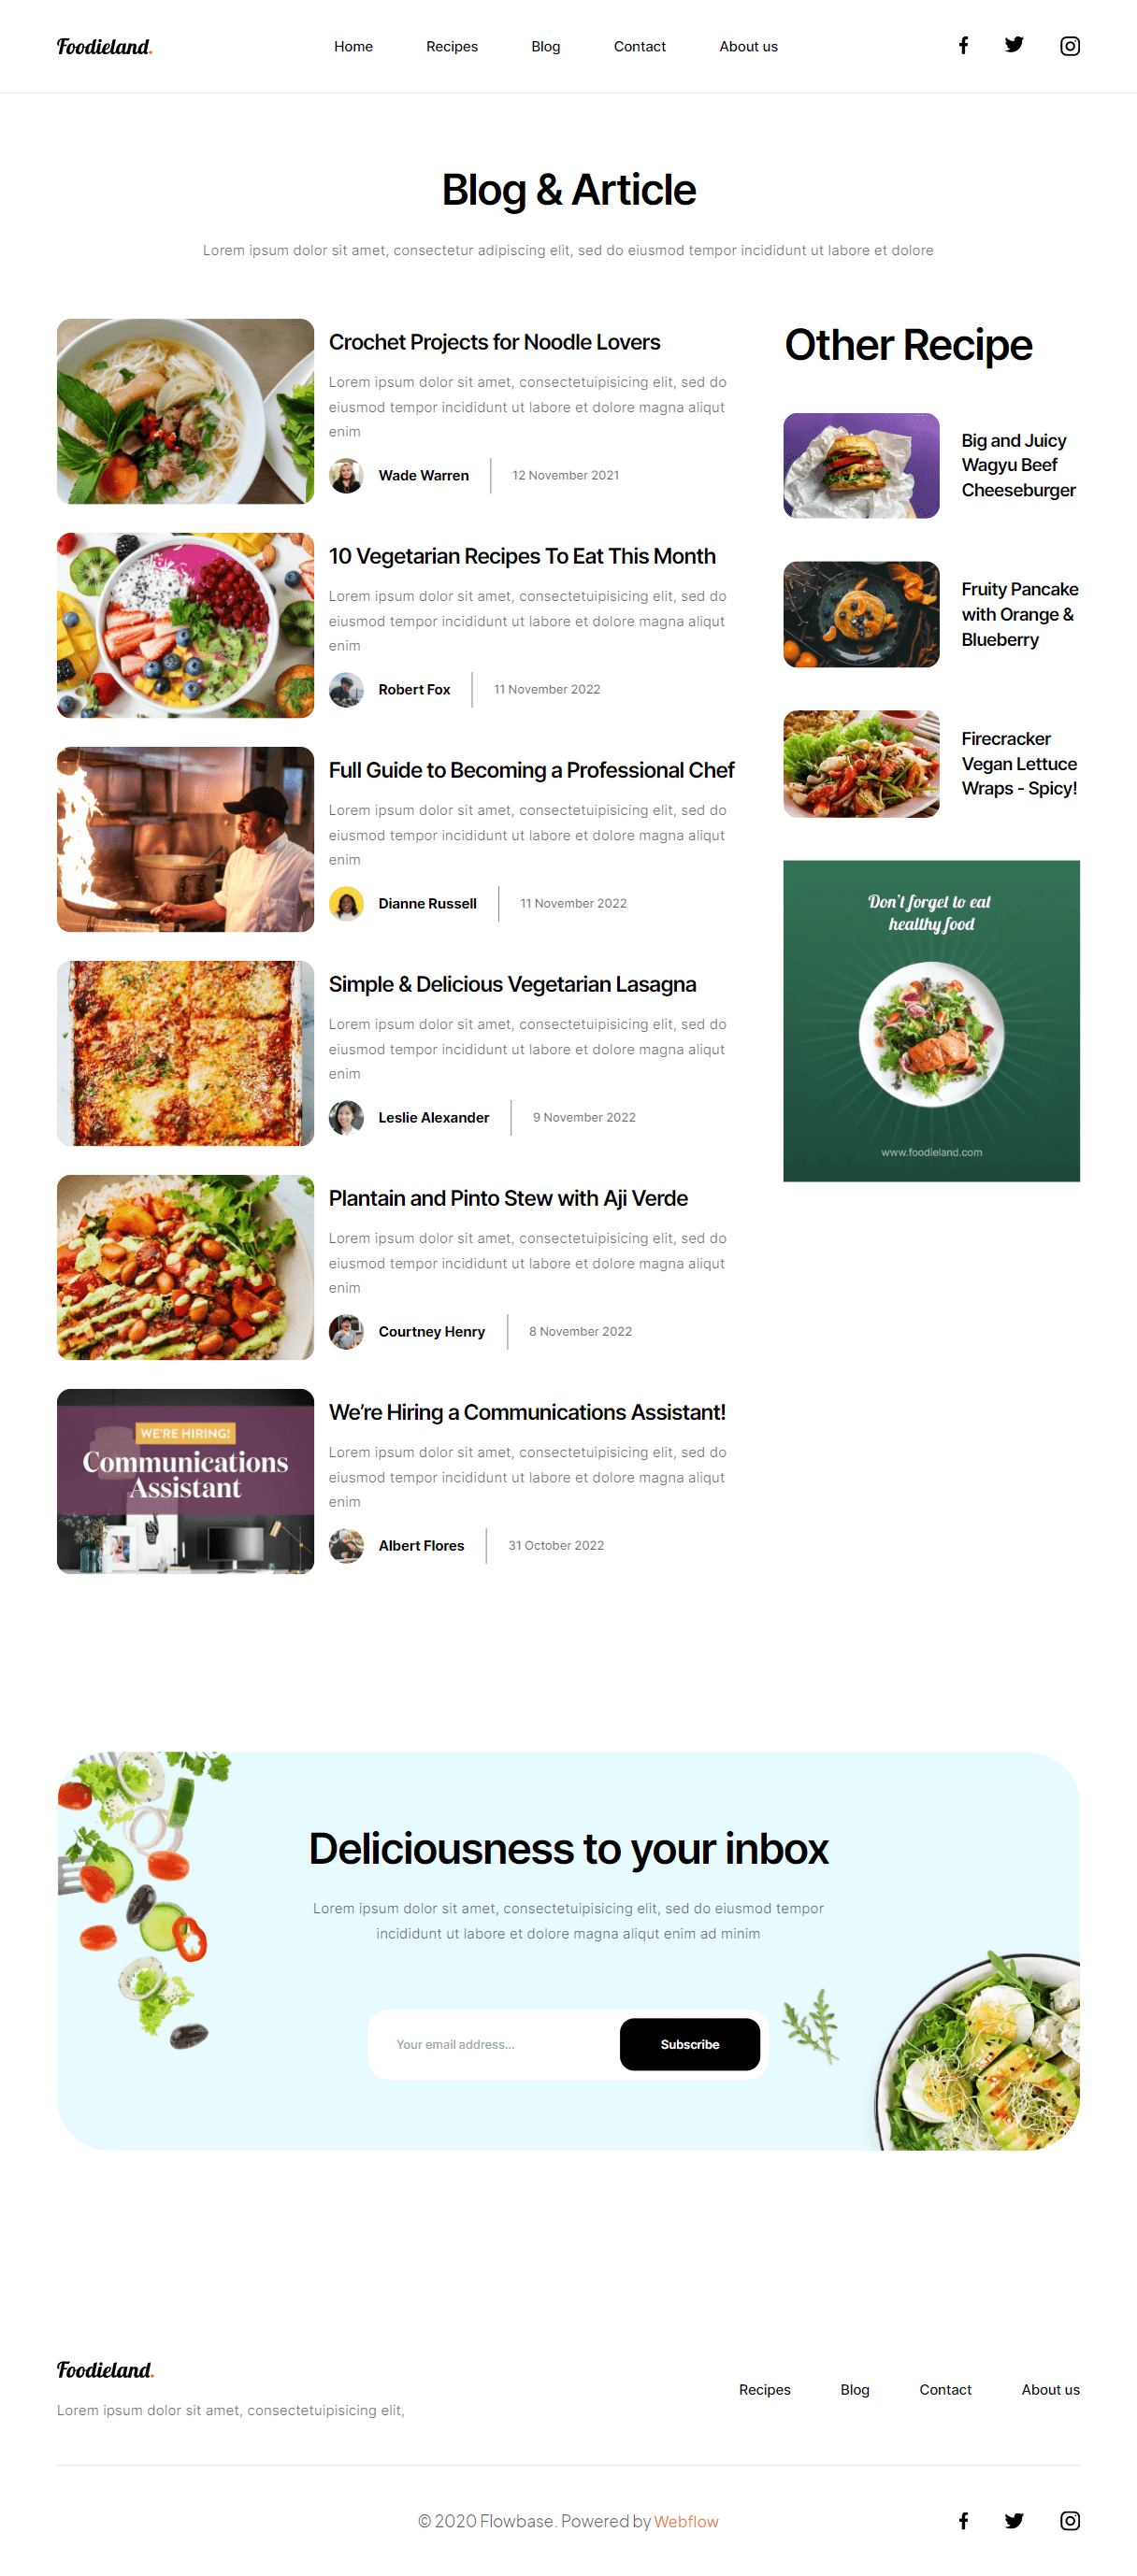 Foodieland.
Home Recipes Blog Contact About us
Blog & Article
Lorem ipsum dolor sit amet, consectetur adipiscing elit, sed do eiusmod tempor incididunt ut labore et dolore
Crochet Projects for Noodle Lovers
Lorem ipsum dolor sit amet, consectetuipisicing elit, sed do
eiusmod tempor incididunt ut labore et dolore magna aliqut
enim
Wade Warren 12 November 2021
10 Vegetarian Recipes To Eat This Month
Lorem ipsum dolor sit amet, consectetuipisicing elit, sed do
eiusmod tempor incididunt ut labore et dolore magna aliqut
enim
Robert Fox 11 November 2022
Full Guide to Becoming a Professional Chef
Lorem ipsum dolor sit amet, consectetuipisicing elit, sed do
eiusmod tempor incididunt ut labore et dolore magna aliqut
enim
Dianne Russell 11 November 2022
Simple & Delicious Vegetarian Lasagna
Lorem ipsum dolor sit amet, consectetuipisicing elit, sed do
eiusmod tempor incididunt ut labore et dolore magna aliqut
enim
Leslie Alexander 9 November 2022
Plantain and Pinto Stew with Aji Verde
Lorem ipsum dolor sit amet, consectetuipisicing elit, sed do
eiusmod tempor incididunt ut labore et dolore magna aliqut
enim
Courtney Henry 8 November 2022
WE'RE HIRING!
Communications
Assistant
We're Hiring a Communications Assistant!
Lorem ipsum dolor sit amet, consectetuipisicing elit, sed do
eiusmod tempor incididunt ut labore et dolore magna aliqut
enim
Albert Flores 31 October 2022
Other Recipe
Big and Juicy
Wagyu Beef
Cheeseburger
Fruity Pancake
with Orange &
Blueberry
Firecracker
Vegan Lettuce
Wraps - Spicy!
Don't forget to eat
healthy food
www.foodieland.com
Deliciousness to your inbox
Lorem ipsum dolor sit amet, consectetuipisicing elit, sed do eiusmod tempor
incididunt ut labore et dolore magna aliqut enim ad minim
Your email address...
Subscribe
Foodieland.
Lorem ipsum dolor sit amet, consectetuipisicing elit,
Recipes Blog Contact About us
© 2020 Flowbase. Powered by Webflow